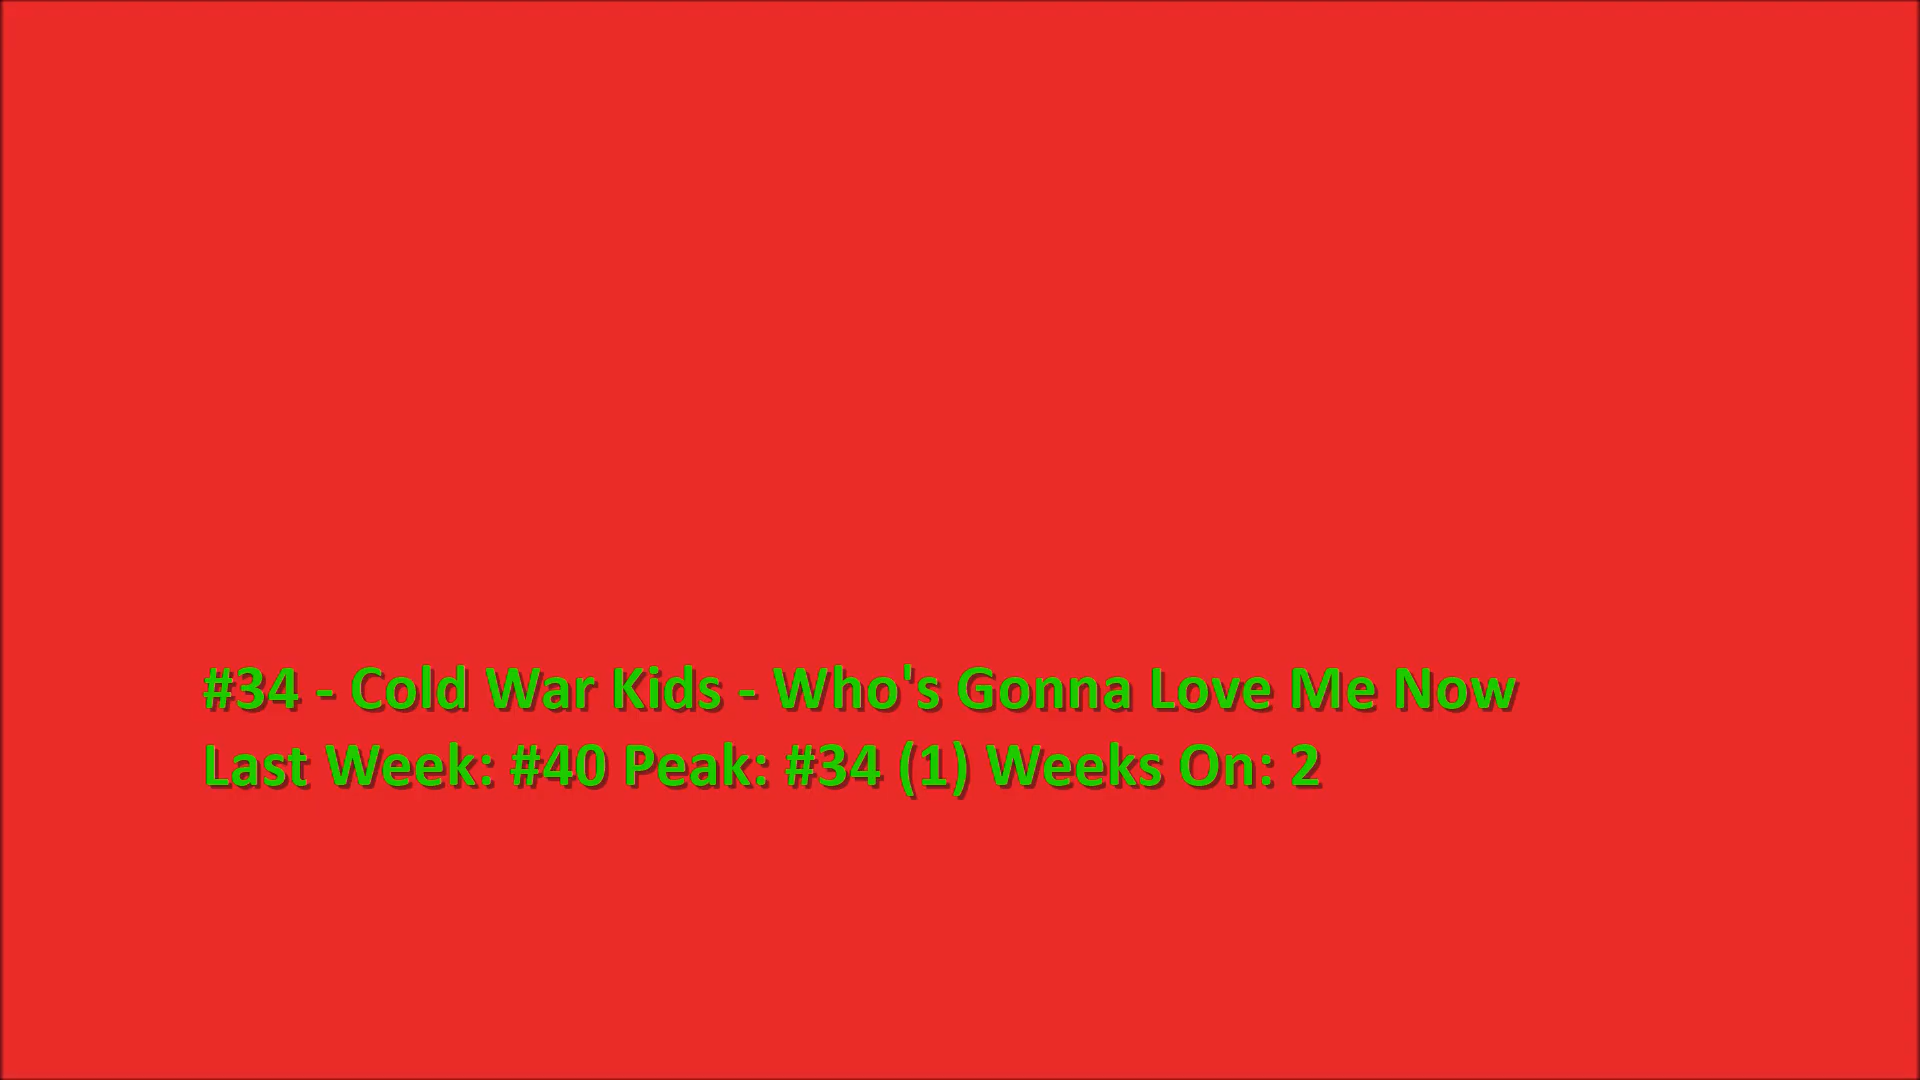 #34 - Cold War Kids - Who's Gonna Love Me Now
Last Week: #40 Peak: #34 (1) Weeks On: 2